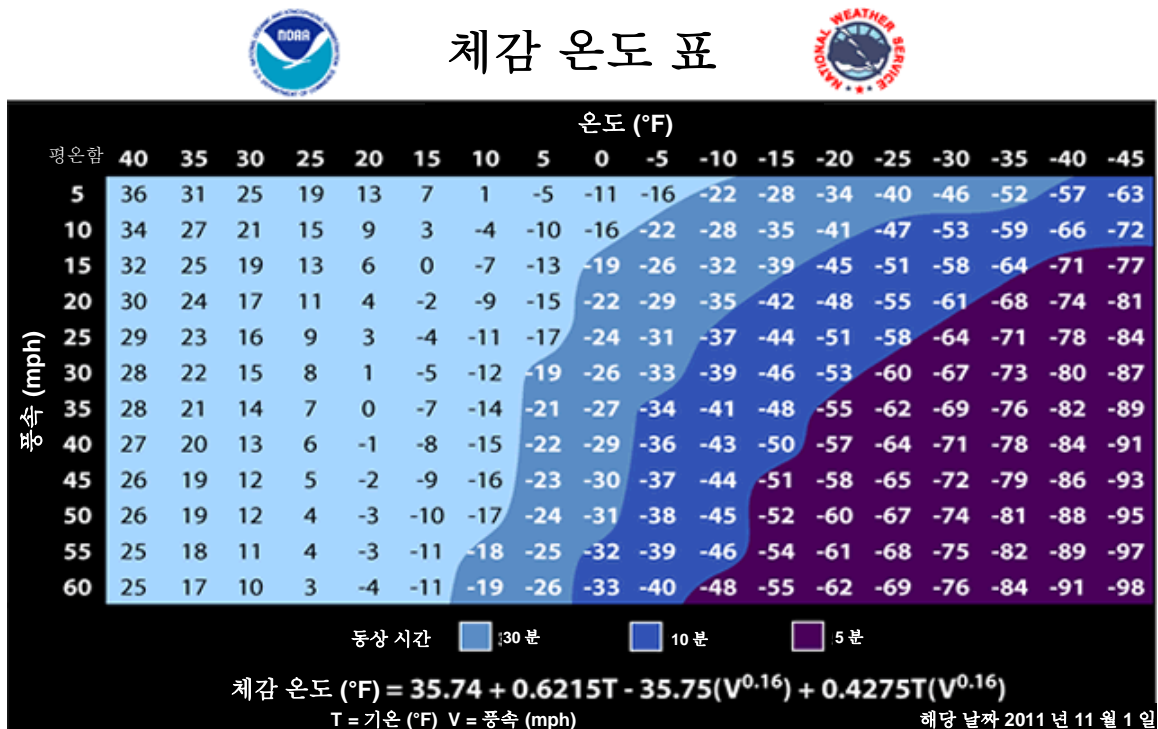 NOAA
NATIONAL OCEANIC AND ATMOSPHERIC ADMINISTRATION
U.S. DEPARTMENT OF COMMERCE
체감 온도 표
NATIONAL WEATHER SERVICE
온도 (°F)
평온함 40 35 30 25 20 15 10 5 0 -5 -10 -15 -20 -25 -30 -35 -40 -45
5 36 31 25 19 13 7 1 -5 -11 -16 -22 -28 -34 -40 -46 -52 -57 -63
10 34 27 21 15 9 3 -4 -10 -16 -22 -28 -35 -41 -47 -53 -59 -66 -72
15 32 25 19 13 6 0 -7 -13 -19 -26 -32 -39 -45 -51 -58 -64 -71 -77
20 30 24 17 11 4 -2 -9 -15 -22 -29 -35 -42 -48 -55 -61 -68 -74 -81
25 29 23 16 9 3 -4 -11 -17 -24 -31 -37 -44 -51 -58 -64 -71 -78 -84
30 28 22 15 8 1 -5 -12 -19 -26 -33 -39 -46 -53 -60 -67 -73 -80 -87
35 28 21 14 7 0 -7 -14 -21 -27 -34 -41 -48 -55 -62 -69 -76 -82 -89
40 27 20 13 6 -1 -8 -15 -22 -29 -36 -43 -50 -57 -64 -71 -78 -84 -91
45 26 19 12 5 -2 -9 -16 -23 -30 -37 -44 -51 -58 -65 -72 -79 -86 -93
50 26 19 12 4 -3 -10 -17 -24 -31 -38 -45 -52 -60 -67 -74 -81 -88 -95
55 25 18 11 4 -3 -11 -18 -25 -32 -39 -46 -54 -61 -68 -75 -82 -89 -97
60 25 17 10 3 -4 -11 -19 -26 -33 -40 -48 -55 -62 -69 -76 -84 -91 -98
풍속 (mph)
동상 시간 30 분 10 분 5 분
체감 온도 (°F) = 35.74 + 0.6215T - 35.75(V0.16) + 0.4275T(V0.16)
T = 기온 (°F) V = 풍속 (mph)
해당 날짜 2011 년 11 월 1 일